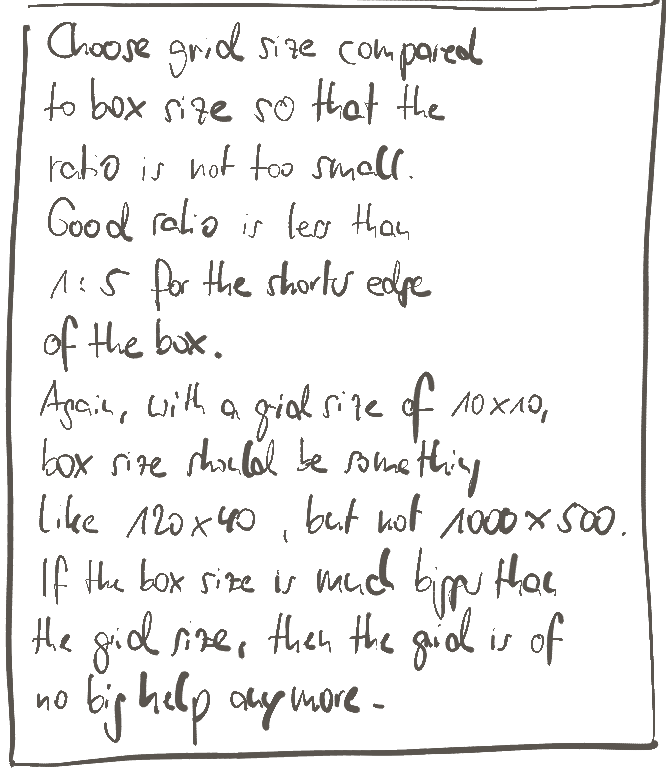 Choose grid size compared
to box size so that the
ratio is not too small.
Good ratio is less than
1:5 for the shorter edge
of the box.
Again, with a grid size of 10x10,
box size should be something
like 120x40, but not 1000x500.
If the box size is much bigger than
the grid size, then the grid is of
no big help anymore.